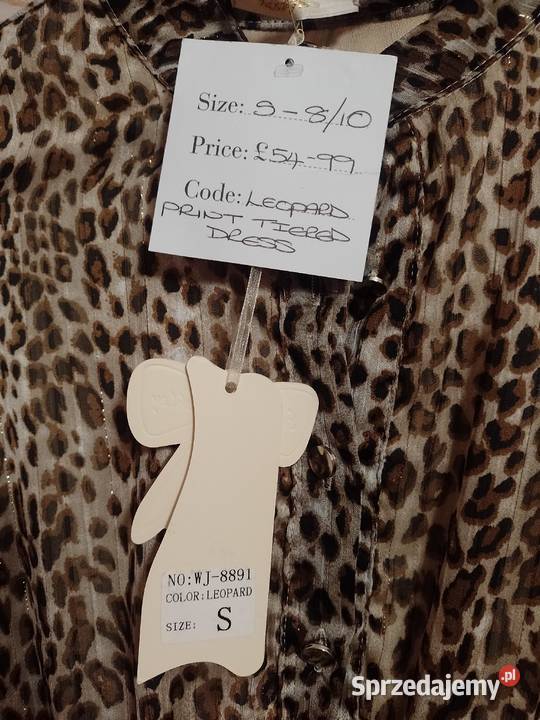 Size: S - 8/10
Price: £54-99
Code: LEOPARD
PRINT TIERED
DRESS
NO:WJ-8891
COLOR:LEOPARD
SIZE: S
Sprzedajemy.pl